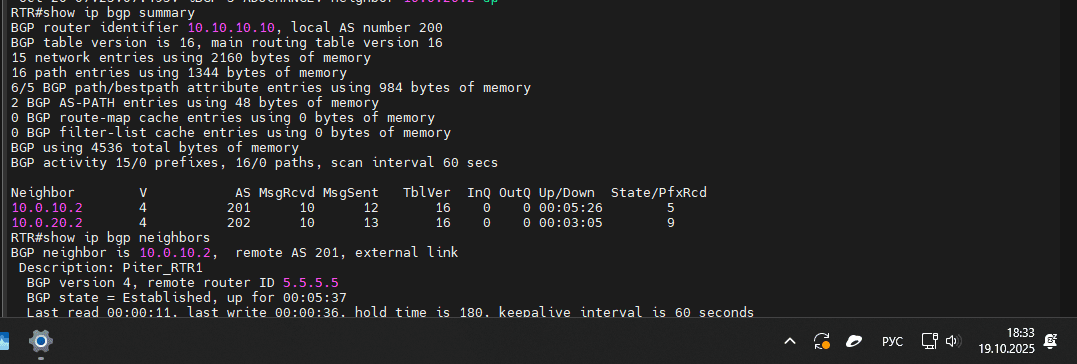 RTR#show ip bgp summary
BGP router identifier 10.10.10.10, local AS number 200
BGP table version is 16, main routing table version 16
15 network entries using 2160 bytes of memory
16 path entries using 1344 bytes of memory
6/5 BGP path/bestpath attribute entries using 984 bytes of memory
2 BGP AS-PATH entries using 48 bytes of memory
0 BGP route-map cache entries using 0 bytes of memory
0 BGP filter-list cache entries using 0 bytes of memory
BGP using 4536 total bytes of memory
BGP activity 15/0 prefixes, 16/0 paths, scan interval 60 secs
Neighbor V AS MsgRcvd MsgSent TblVer InQ OutQ Up/Down State/PfxRcd
10.0.10.2 4 201 10 12 16 0 0 00:05:26 5
10.0.20.2 4 202 10 13 16 0 0 00:03:05 9
RTR#show ip bgp neighbors
BGP neighbor is 10.0.10.2, remote AS 201, external link
Description: Piter_RTR1
BGP version 4, remote router ID 5.5.5.5
BGP state = Established, up for 00:05:37
Last read 00:00:11, last write 00:00:36, hold time is 180, keepalive interval is 60 seconds
РУС
18:33
19.10.2025